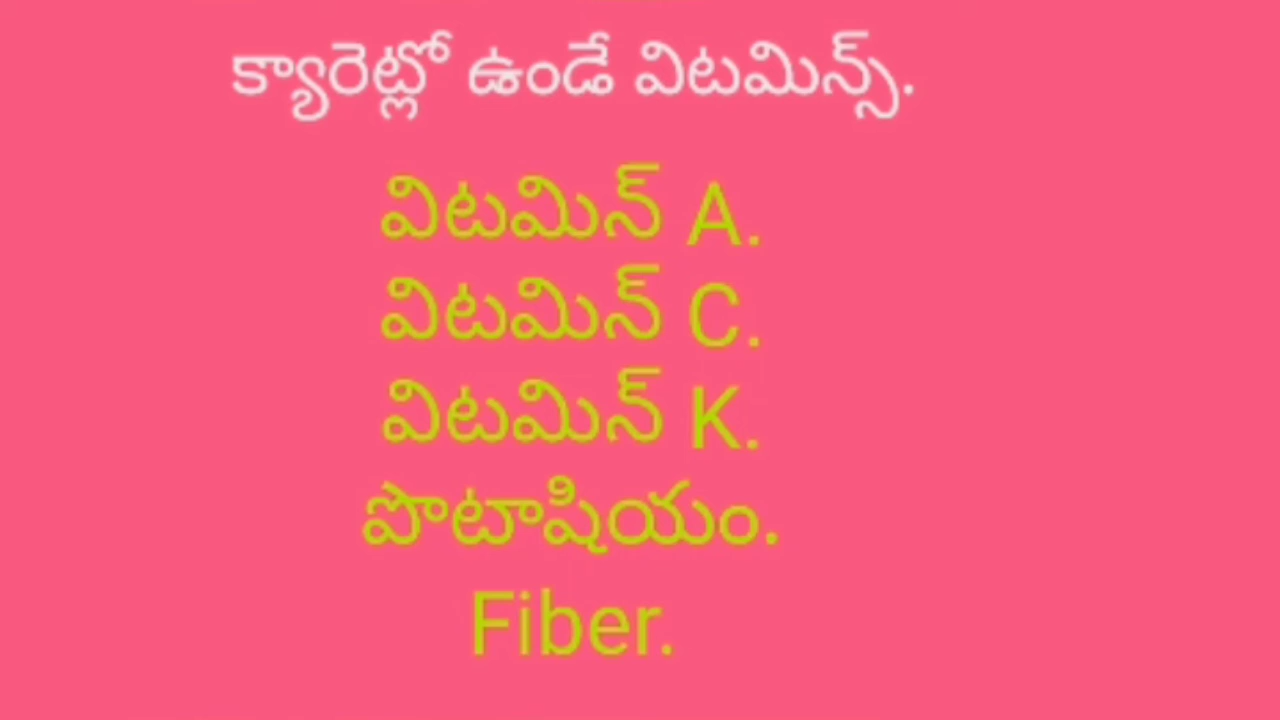 క్యారెట్లో ఉండే విటమిన్స్.
విటమిన్ A.
విటమిన్ C.
విటమిన్ K.
పొటాషియం.
Fiber.